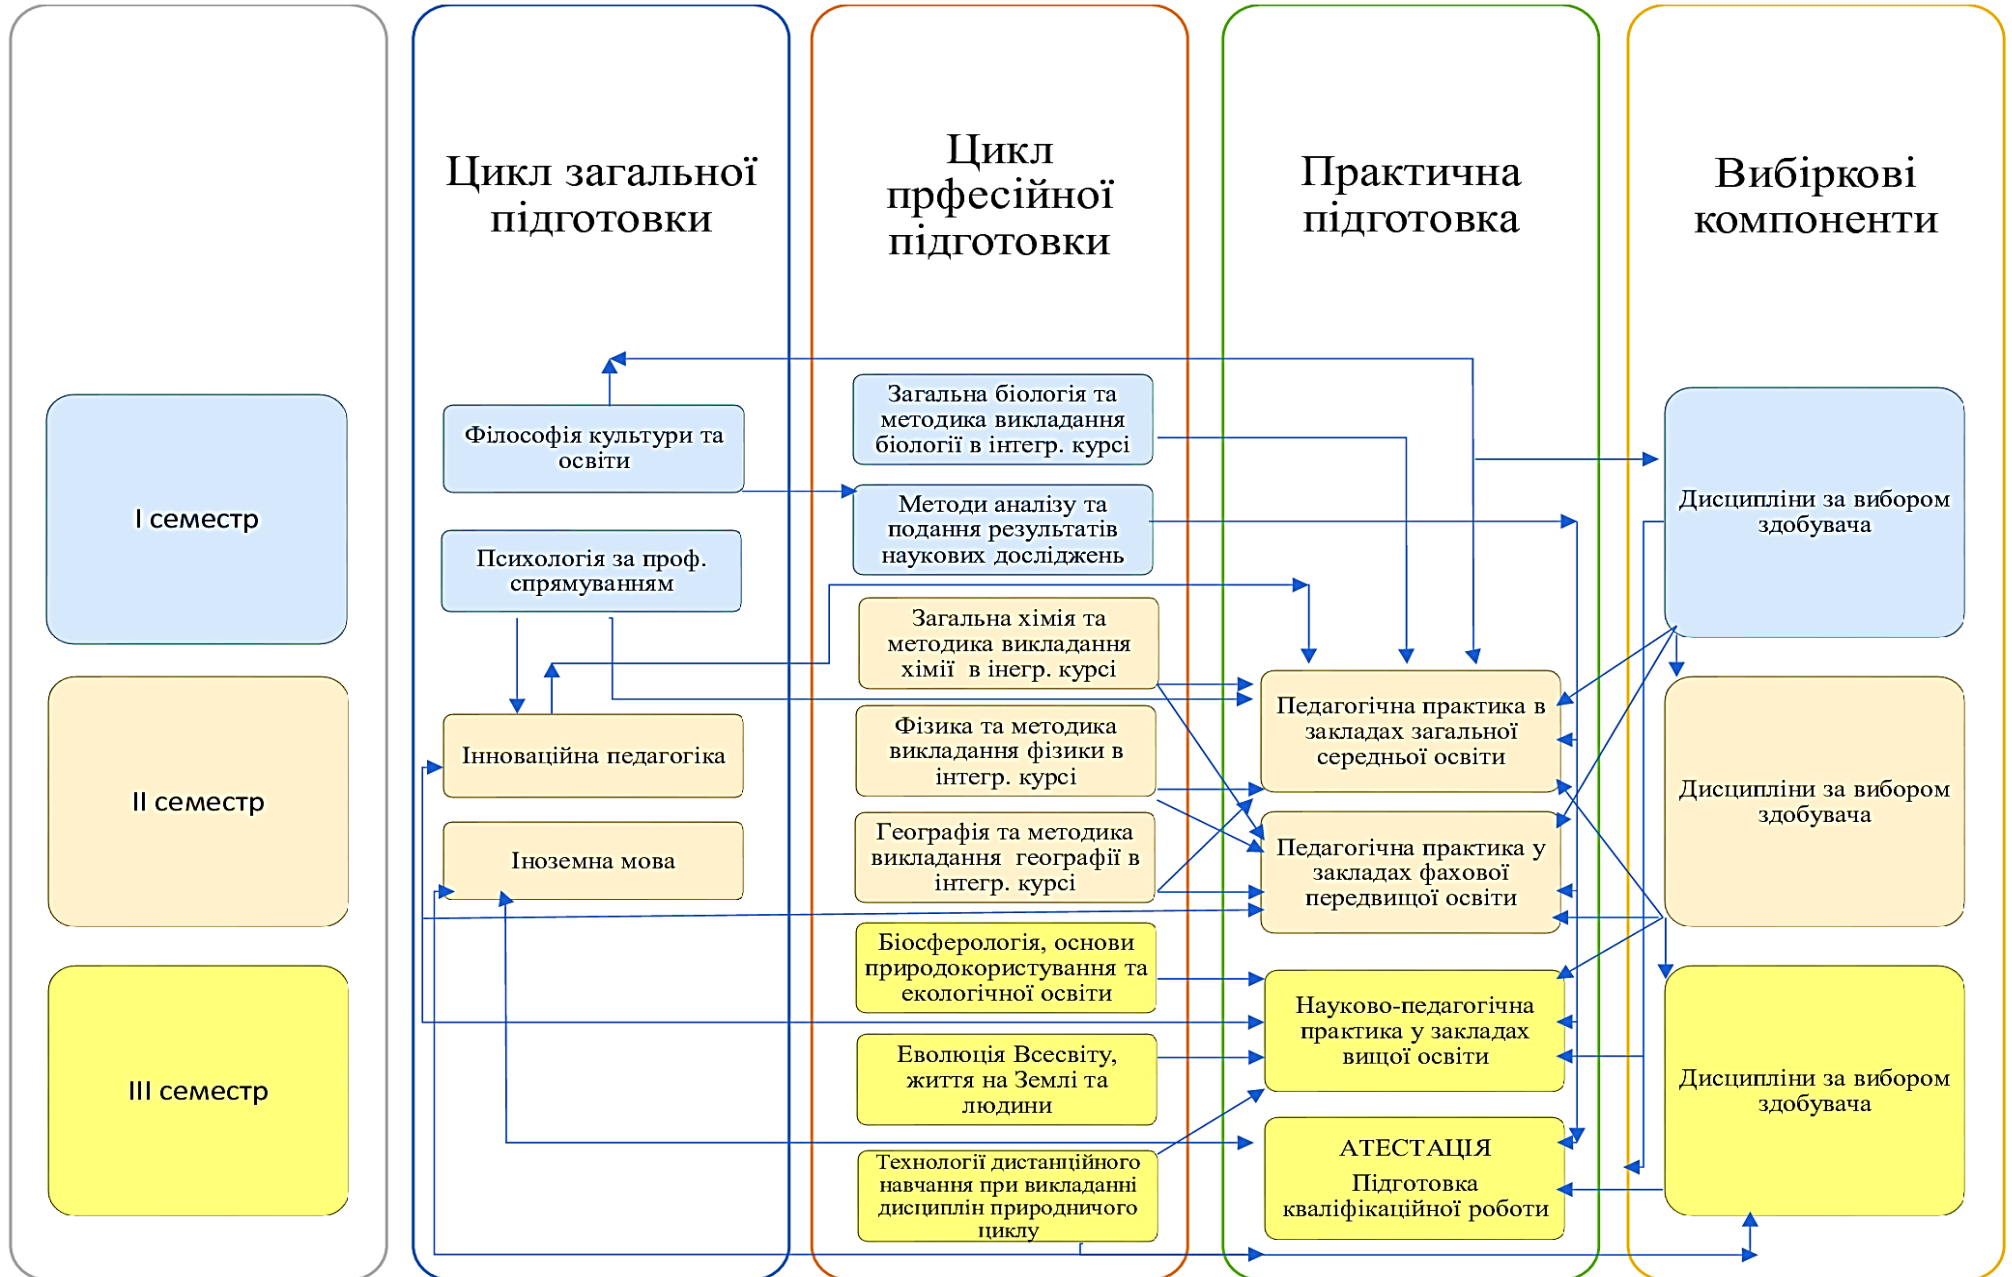 Цикл загальної
підготовки
Цикл
прфесійної
підготовки
Практична
підготовка
Вибіркові
компоненти
І семестр
ІІ семестр
ІІІ семестр
Філософія культури та
освіти
Психологія за проф.
спрямуванням
Інноваційна педагогіка
Іноземна мова
Загальна біологія та
методика викладання
біології в інтегр. курсі
Методи аналізу та
подання результатів
наукових досліджень
Загальна хімія та
методика викладання
хімії в інегр. курсі
Фізика та методика
викладання фізики в
інтегр. курсі
Географія та методика
викладання географії в
інтегр. курсі
Біосферологія, основи
природокористування та
екологічної освіти
Еволюція Всесвіту,
життя на Землі та
людини
Технології дистанційного
навчання при викладанні
дисциплін природничого
циклу
Педагогічна практика в
закладах загальної
середньої освіти
Педагогічна практика у
закладах фахової
передвищої освіти
Науково-педагогічна
практика у закладах
вищої освіти
АТЕСТАЦІЯ
Підготовка
кваліфікаційної роботи
Дисципліни за вибором
здобувача
Дисципліни за вибором
здобувача
Дисципліни за вибором
здобувача